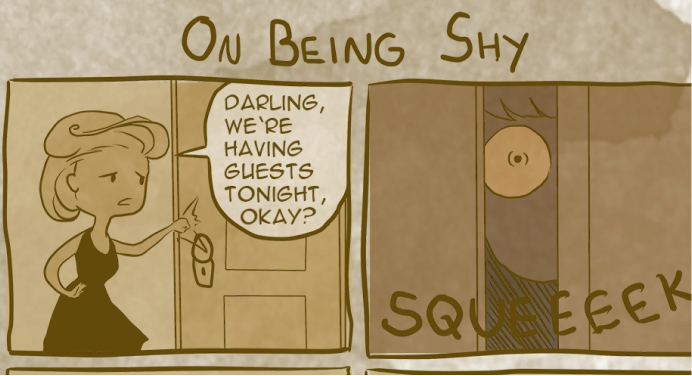 On Being Shy
DARLING,
WE'RE
HAVING
GUESTS
TONIGHT,
OKAY?
SQUEEEEK